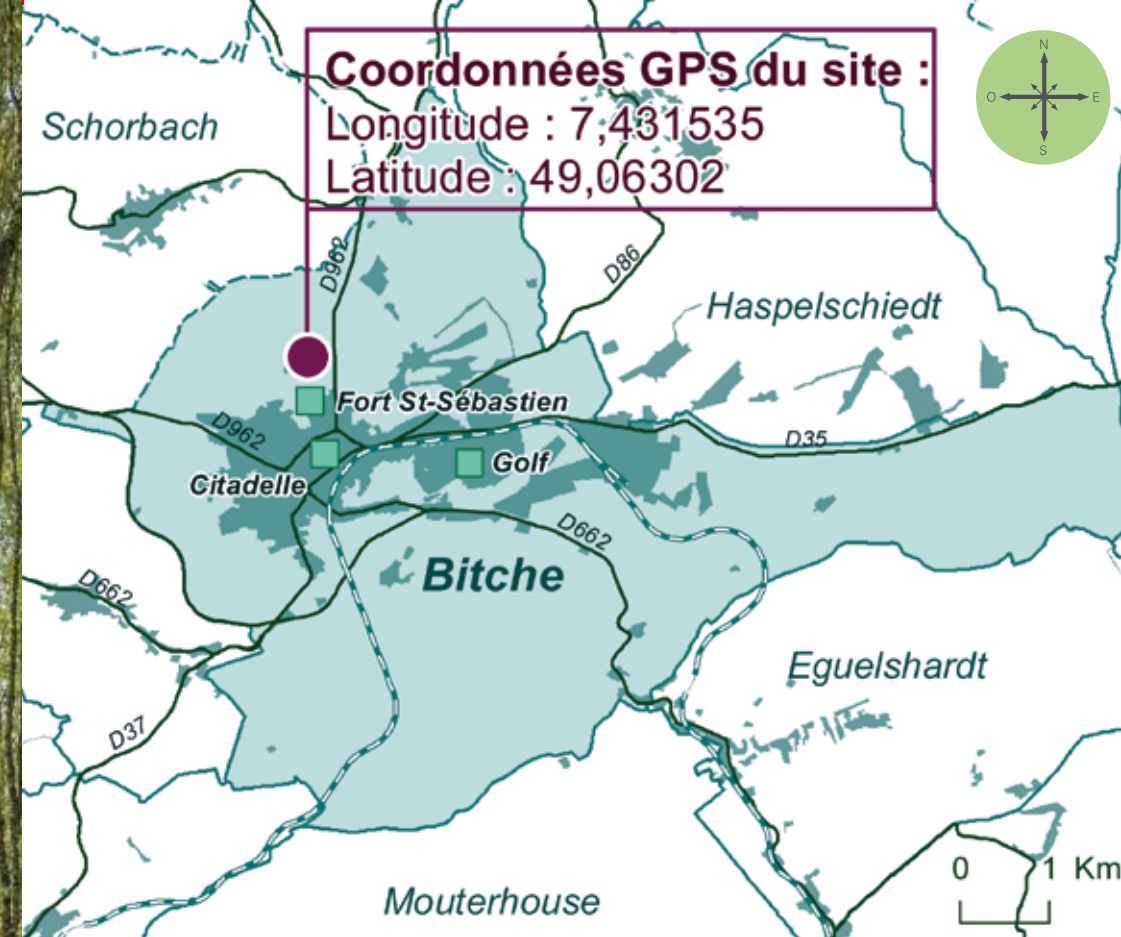 Coordonnées GPS du site :
Longitude : 7,431535
Latitude : 49,06302
N
O
E
S
Schorbach
D962
D86
Haspelschiedt
Fort St-Sébastien
D962
D35
Citadelle
Golf
D662
Bitche
D662
Eguelshardt
D37
0 1 Km
Mouterhouse